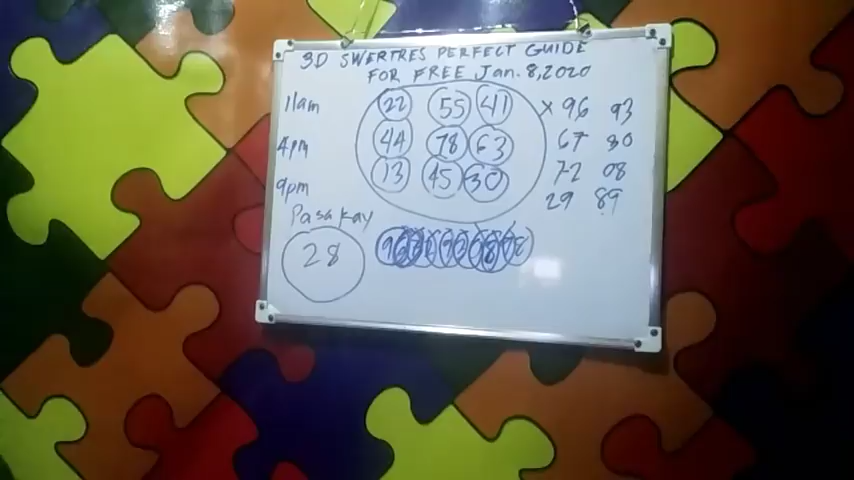 3D SWERTRES PERFECT GUIDE
FOR FREE Jan. 8, 2020
11am 22 55 41 x 96 93
4pm 44 78 63 67 80
9pm 13 45 30 72 08
29 89
Pasakay
28